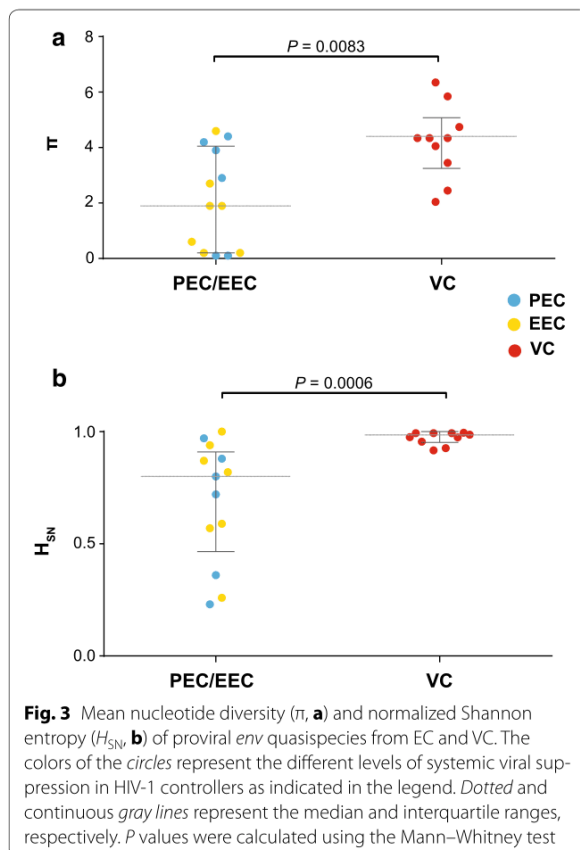 a
P = 0.0083
8
6
4
2
0
π
PEC/EEC
VC
PEC
EEC
VC
b
P = 0.0006
1.0
0.5
0.0
H_SN
PEC/EEC
VC
Fig. 3 Mean nucleotide diversity (π, a) and normalized Shannon
entropy (H_SN, b) of proviral env quasispecies from EC and VC. The
colors of the circles represent the different levels of systemic viral sup-
pression in HIV-1 controllers as indicated in the legend. Dotted and
continuous gray lines represent the median and interquartile ranges,
respectively. P values were calculated using the Mann–Whitney test